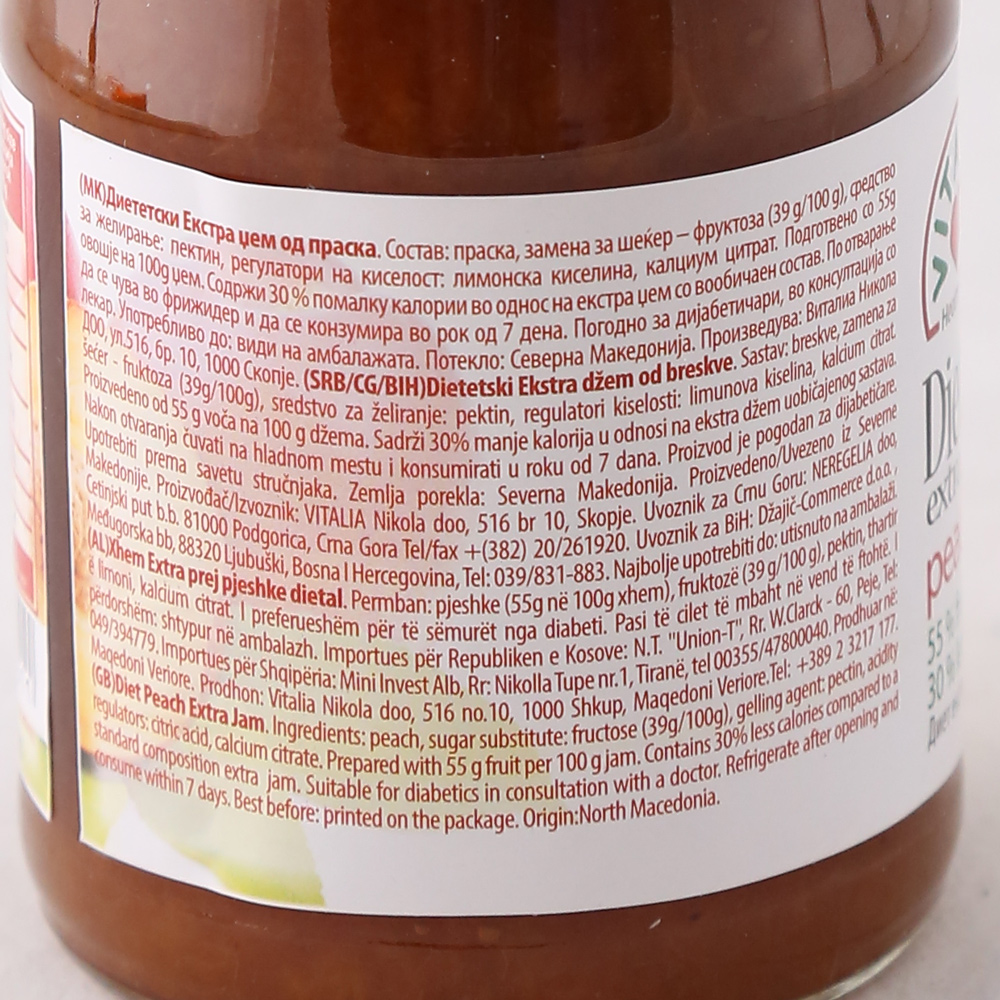 (MK)Диететски Екстра џем од праска. Состав: праска, замена за шеќер – фруктоза (39 g/100 g), средство
за желирање: пектин, регулатори на киселост: лимонска киселина, калциум цитрат. Подготвено со 55g
овошје на 100g џем. Содржи 30 % помалку калории во однос на екстра џем со вообичаен состав. По отварање
да се чува во фрижидер и да се конзумира во рок од 7 дена. Погодно за дијабетичари, во консултација со
лекар. Употребливо до: види на амбалажата. Потекло: Северна Македонија. Произведува: Виталиа Никола
доо, ул.516, бр. 10, 1000 Скопје. (SRB/CG/BIH)Dietetski Ekstra džem od breskve. Sastav: breskve, zamena za
šećer - fruktoza (39g/100g), sredstvo za želiranje: pektin, regulatori kiselosti: limunova kiselina, kalcium citrat.
Proizvedeno od 55 g voća na 100 g džema. Sadrži 30% manje kalorija u odnosi na ekstra džem uobičajenog sastava.
Nakon otvaranja čuvati na hladnom mestu i konsumirati u roku od 7 dana. Proizvod je pogodan za dijabetičare.
Upotrebiti prema savetu stručnjaka. Zemlja porekla: Severna Makedonija. Proizvedeno/Uvezeno iz Severne
Makedonije. Proizvođač/Izvoznik: VITALIA Nikola doo, 516 br 10, Skopje. Uvoznik za Crnu Goru: NEREGELIA doo,
Cetinjski put b.b. 81000 Podgorica, Crna Gora Tel/fax +(382) 20/261920. Uvoznik za BiH: Džajič-Commerce d.o.o.,
Međugorska bb, 88320 Ljubuški, Bosna I Hercegovina, Tel: 039/831-883. Najbolje upotrebiti do: utisnuto na ambalaži.
(AL)Xhem Extra prej pjeshke dietal. Permban: pjeshke (55g në 100g xhem), fruktozë (39 g/100 g), pektin, thartir
ë limoni, kalcium citrat. I preferueshëm për të sëmurët nga diabeti. Pasi të cilet të mbaht në vend të ftohtë. I
përdorshëm: shtypur në ambalazh. Importues për Republiken e Kosove: N.T. "Union-T", Rr. W.Clarck - 60, Peje, Tel:
049/394779. Importues për Shqipëria: Mini Invest Alb, Rr: Nikolla Tupe nr.1, Tiranë, tel 00355/47800040. Prodhuar në:
Maqedoni Veriore. Prodhon: Vitalia Nikola doo, 516 no.10, 1000 Shkup, Maqedoni Veriore.Tel: +389 2 3217 177.
(GB)Diet Peach Extra Jam. Ingredients: peach, sugar substitute: fructose (39g/100g), gelling agent: pectin, acidity
regulators: citric acid, calcium citrate. Prepared with 55 g fruit per 100 g jam. Contains 30% less calories compared to a
standard composition extra jam. Suitable for diabetics in consultation with a doctor. Refrigerate after opening and
consume within 7 days. Best before: printed on the package. Origin:North Macedonia.